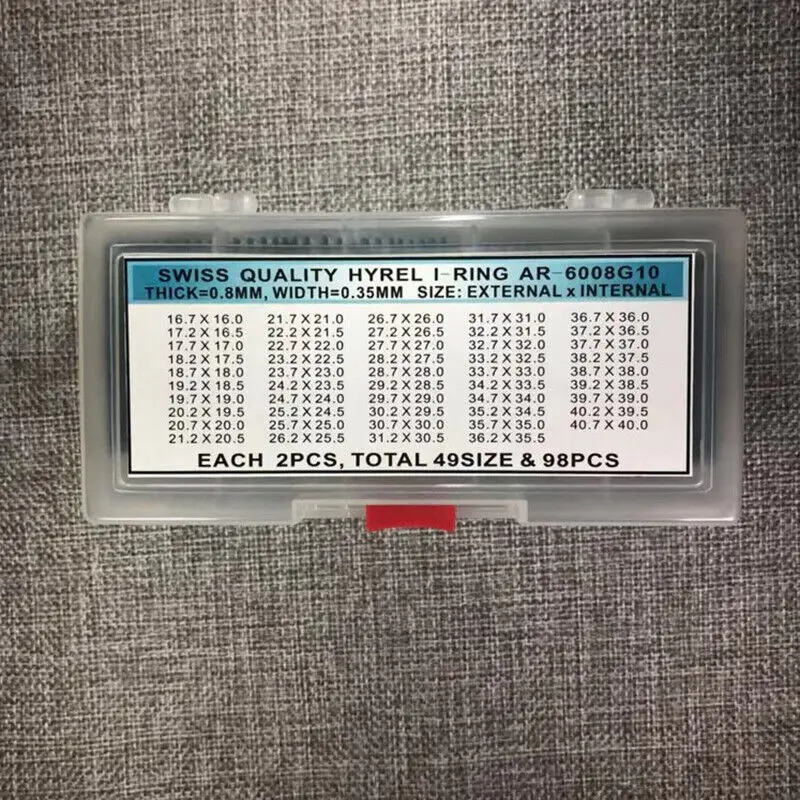 SWISS QUALITY HYREL I-RING AR-6008G10
THICK=0.8MM, WIDTH=0.35MM SIZE: EXTERNAL x INTERNAL
16.7 X 16.0 21.7 X 21.0 26.7 X 26.0 31.7 X 31.0 36.7 X 36.0
17.2 X 16.5 22.2 X 21.5 27.2 X 26.5 32.2 X 31.5 37.2 X 36.5
17.7 X 17.0 22.7 X 22.0 27.7 X 27.0 32.7 X 32.0 37.7 X 37.0
18.2 X 17.5 23.2 X 22.5 28.2 X 27.5 33.2 X 32.5 38.2 X 37.5
18.7 X 18.0 23.7 X 23.0 28.7 X 28.0 33.7 X 33.0 38.7 X 38.0
19.2 X 18.5 24.2 X 23.5 29.2 X 28.5 34.2 X 33.5 39.2 X 38.5
19.7 X 19.0 24.7 X 24.0 29.7 X 29.0 34.7 X 34.0 39.7 X 39.0
20.2 X 19.5 25.2 X 24.5 30.2 X 29.5 35.2 X 34.5 40.2 X 39.5
20.7 X 20.0 25.7 X 25.0 30.7 X 30.0 35.7 X 35.0 40.7 X 40.0
21.2 X 20.5 26.2 X 25.5 31.2 X 30.5 36.2 X 35.5
EACH 2PCS, TOTAL 49SIZE & 98PCS